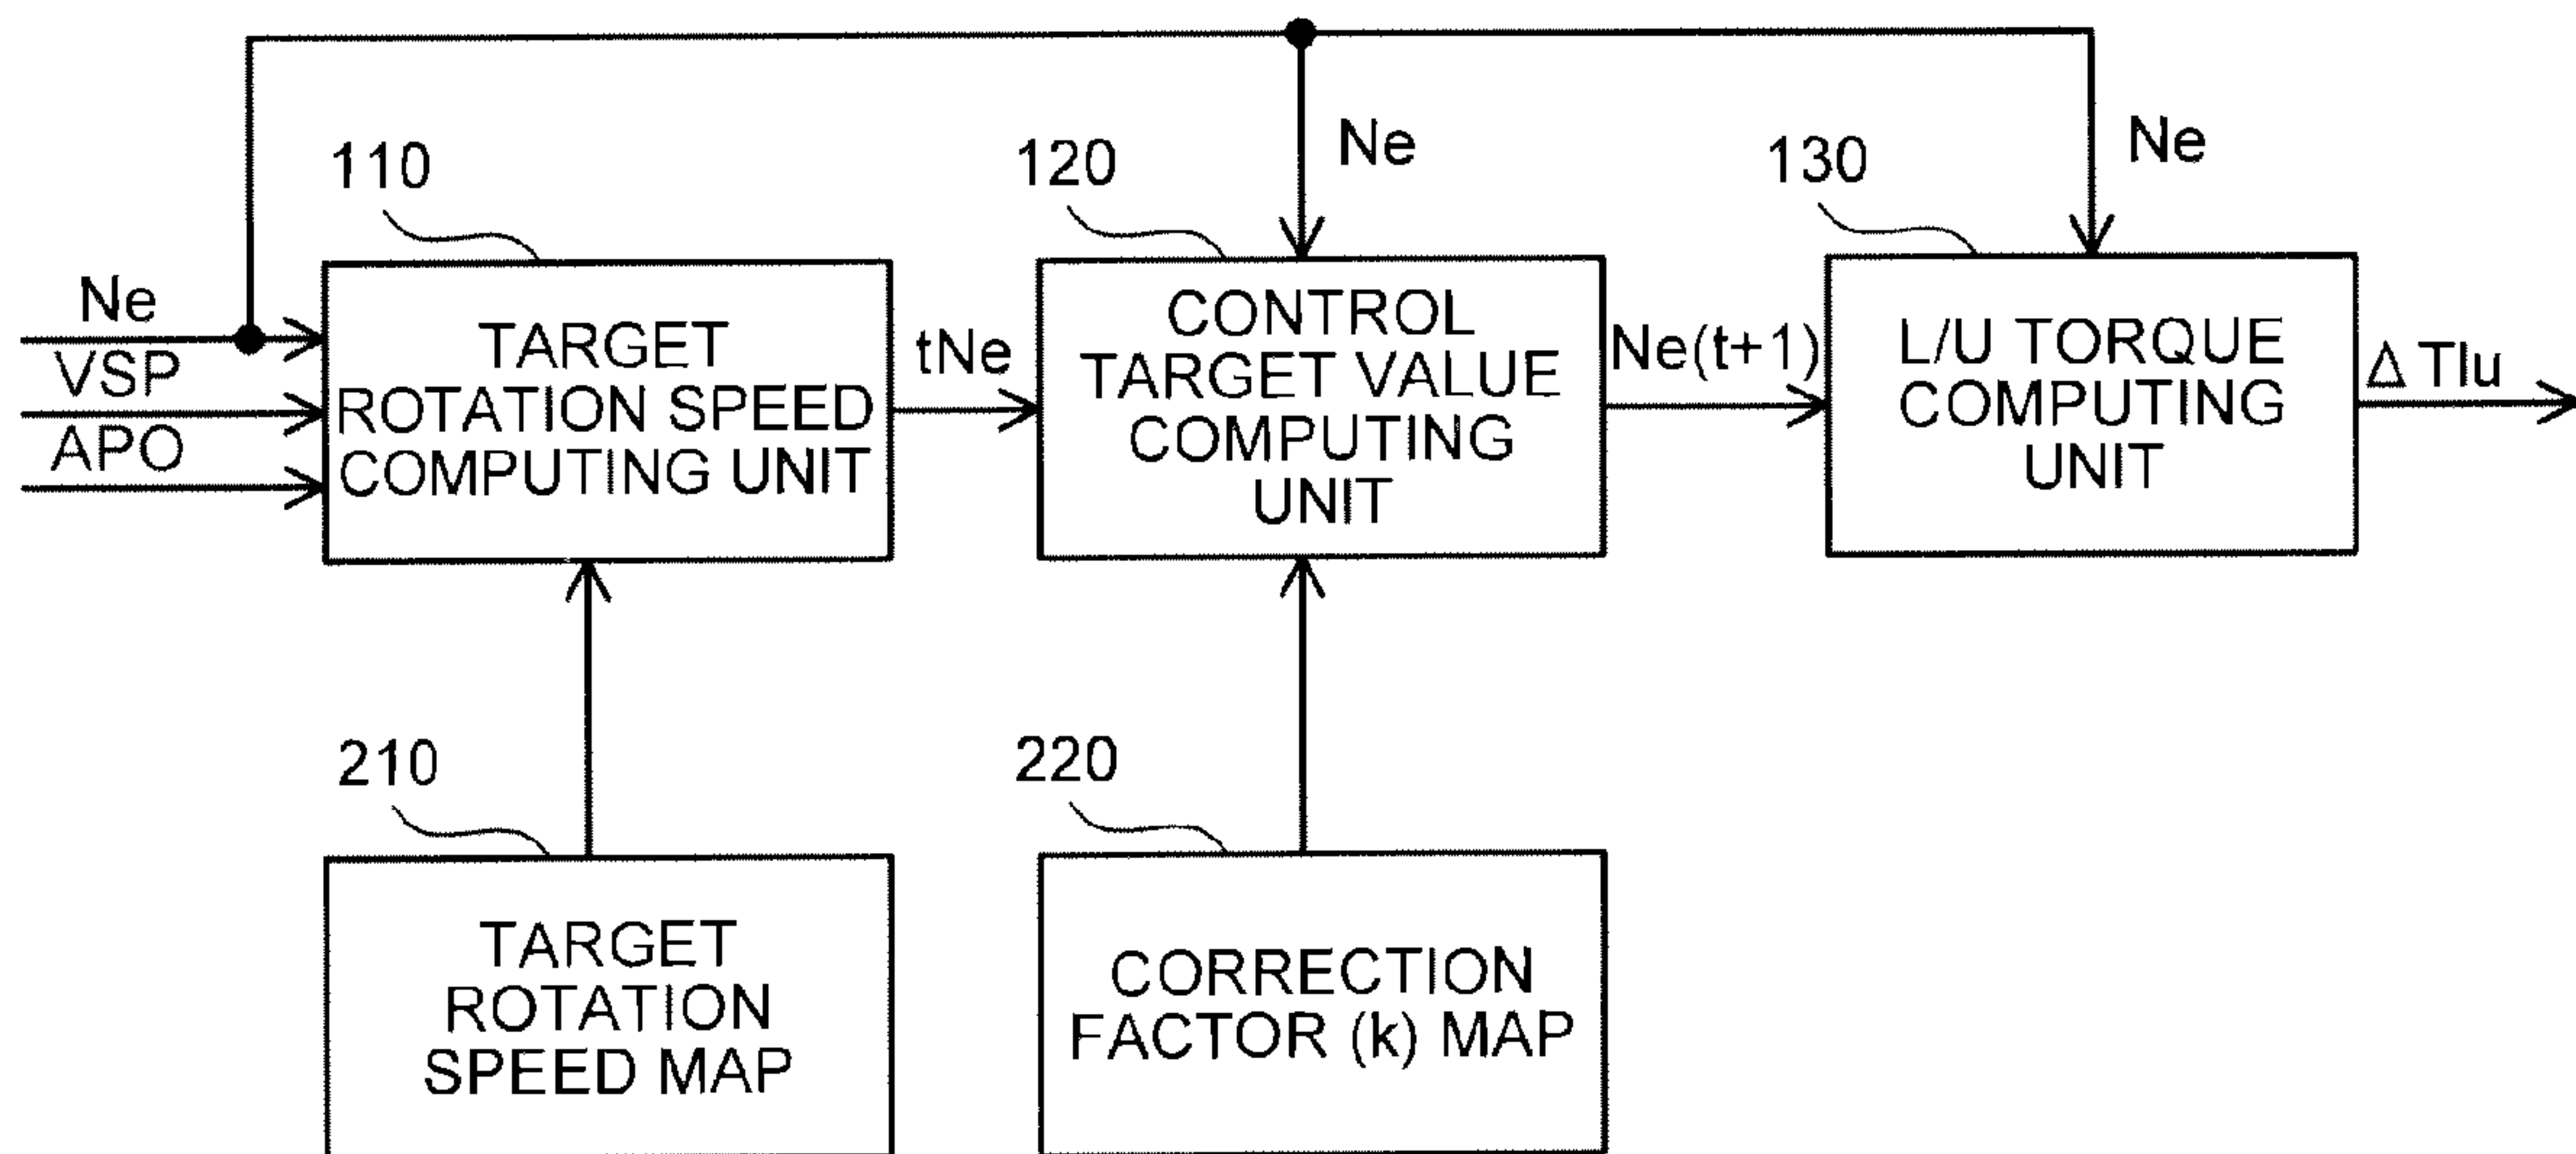 Ne
Ne
110
120
130
Ne
VSP
APO
TARGET
ROTATION SPEED
COMPUTING UNIT
tNe
CONTROL
TARGET VALUE
COMPUTING
UNIT
Ne(t+1)
L/U TORQUE
COMPUTING
UNIT
Δ Tlu
210
220
TARGET
ROTATION
SPEED MAP
CORRECTION
FACTOR (k) MAP